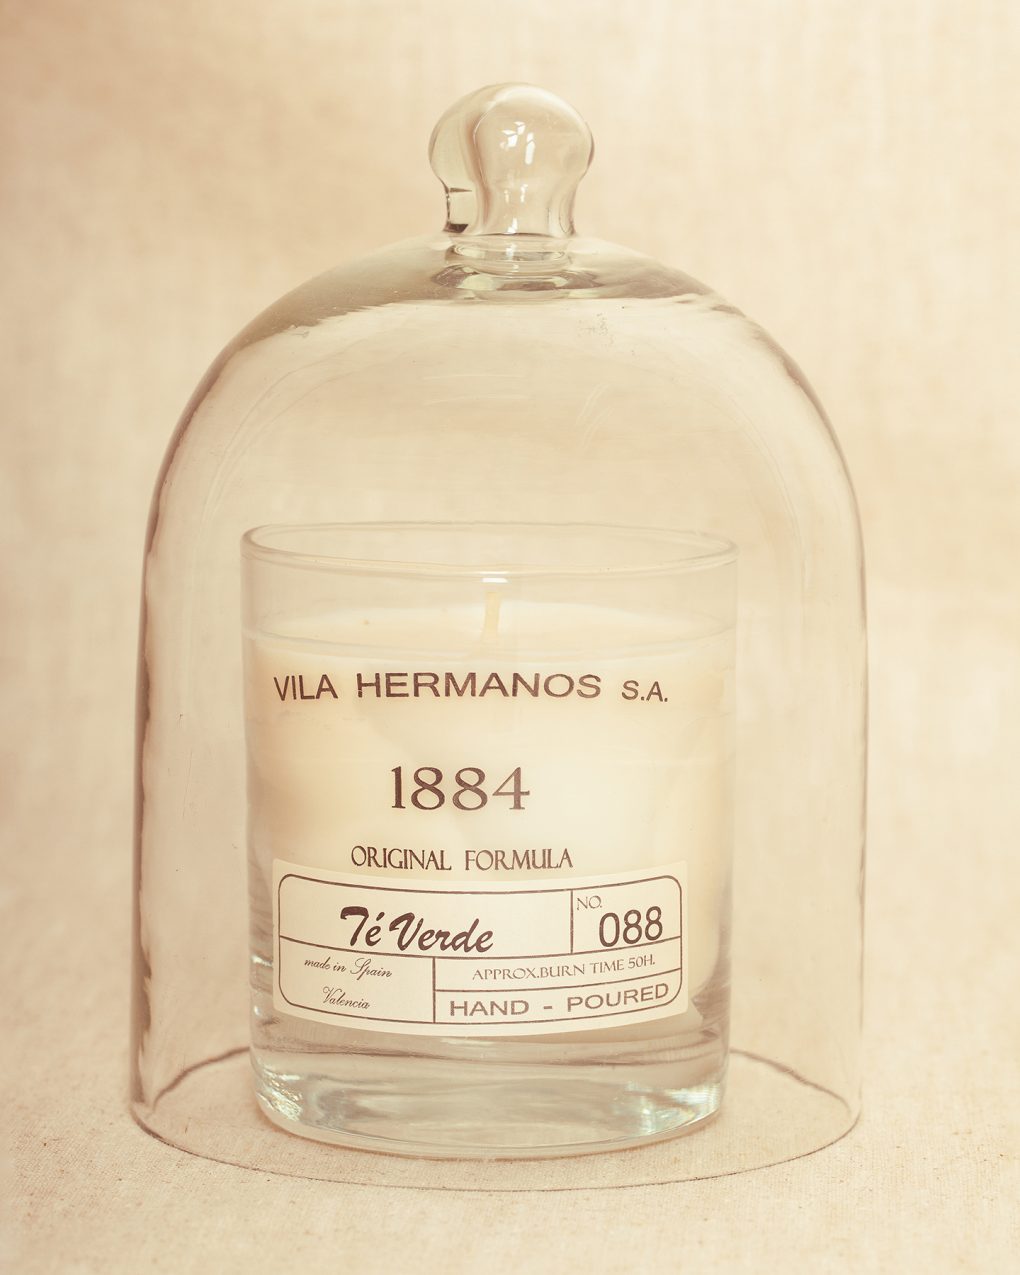 VILA HERMANOS S.A.
1884
ORIGINAL FORMULA
Té Verde
NO.
088
made in Spain
Valencia
APPROX.BURN TIME 50H.
HAND - POURED